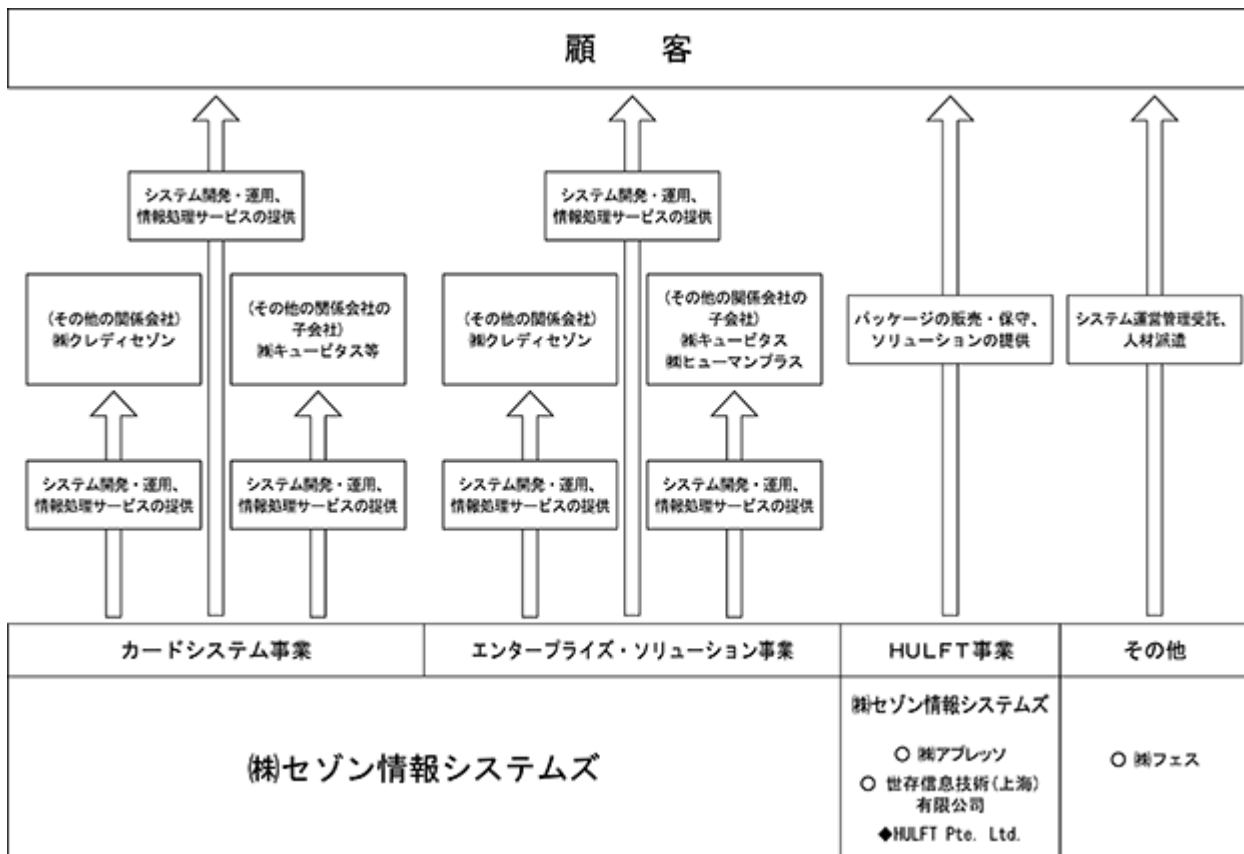 顧　客
システム開発・運用、
情報処理サービスの提供
システム開発・運用、
情報処理サービスの提供
(その他の関係会社)
㈱クレディセゾン
(その他の関係会社の
子会社)
㈱キュービタス等
(その他の関係会社)
㈱クレディセゾン
(その他の関係会社の
子会社)
㈱キュービタス
㈱ヒューマンプラス
パッケージの販売・保守、
ソリューションの提供
システム運営管理受託、
人材派遣
システム開発・運用、
情報処理サービスの提供
システム開発・運用、
情報処理サービスの提供
システム開発・運用、
情報処理サービスの提供
システム開発・運用、
情報処理サービスの提供
カードシステム事業
エンタープライズ・ソリューション事業
HULFT事業
その他
㈱セゾン情報システムズ
㈱セゾン情報システムズ
○ ㈱アプレッソ
○ 世存信息技術(上海)
有限公司
◆HULFT Pte. Ltd.
○ ㈱フェス